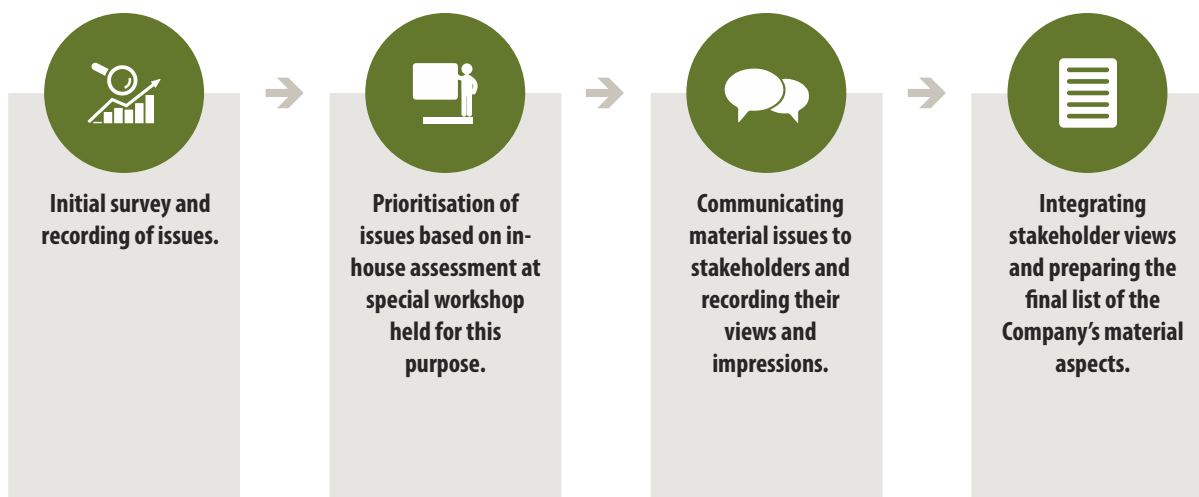 Initial survey and
recording of issues.
Prioritisation of
issues based on in-
house assessment at
special workshop
held for this
purpose.
Communicating
material issues to
stakeholders and
recording their
views and
impressions.
Integrating
stakeholder views
and preparing the
final list of the
Company’s material
aspects.